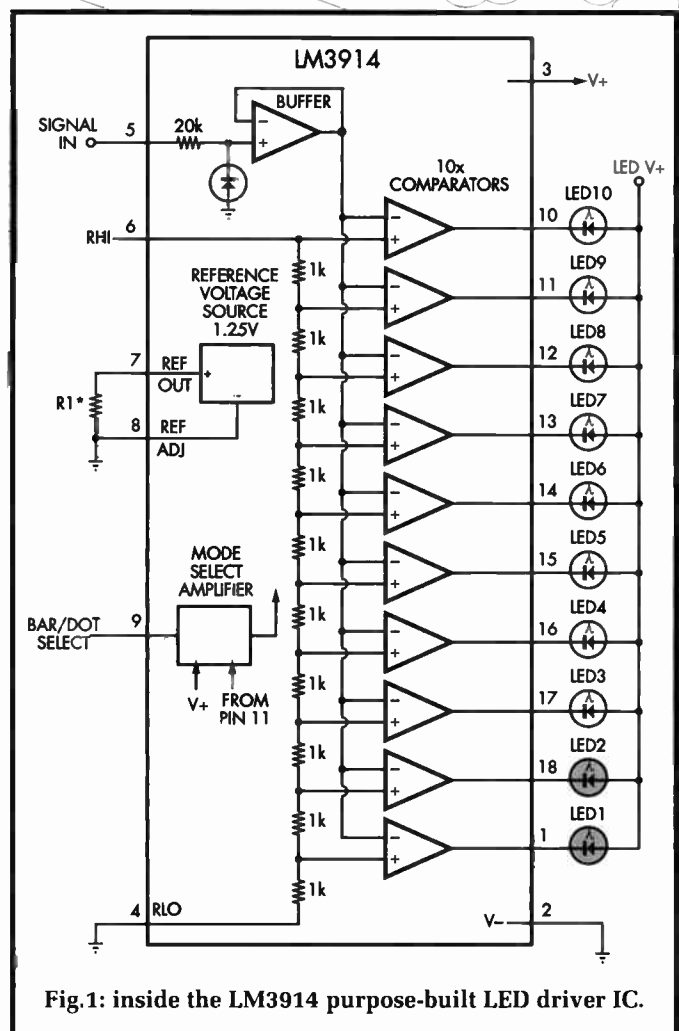 LM3914
3
V+
BUFFER
SIGNAL
IN
5
20k
−
+
LED V+
10x
COMPARATORS
LED10
−
+
10
RHI
6
1k
LED9
−
+
11
REFERENCE
VOLTAGE
SOURCE
1.25V
1k
LED8
−
+
12
7
REF
OUT
+
1k
LED7
−
+
13
R1*
8
REF
ADJ
1k
LED6
−
+
14
1k
LED5
−
+
15
MODE
SELECT
AMPLIFIER
1k
LED4
−
+
16
BAR/DOT
SELECT
9
V+
FROM
PIN 11
1k
LED3
−
+
17
1k
LED2
−
+
18
1k
LED1
−
+
1
1k
4
RLO
V−
2
Fig.1: inside the LM3914 purpose-built LED driver IC.